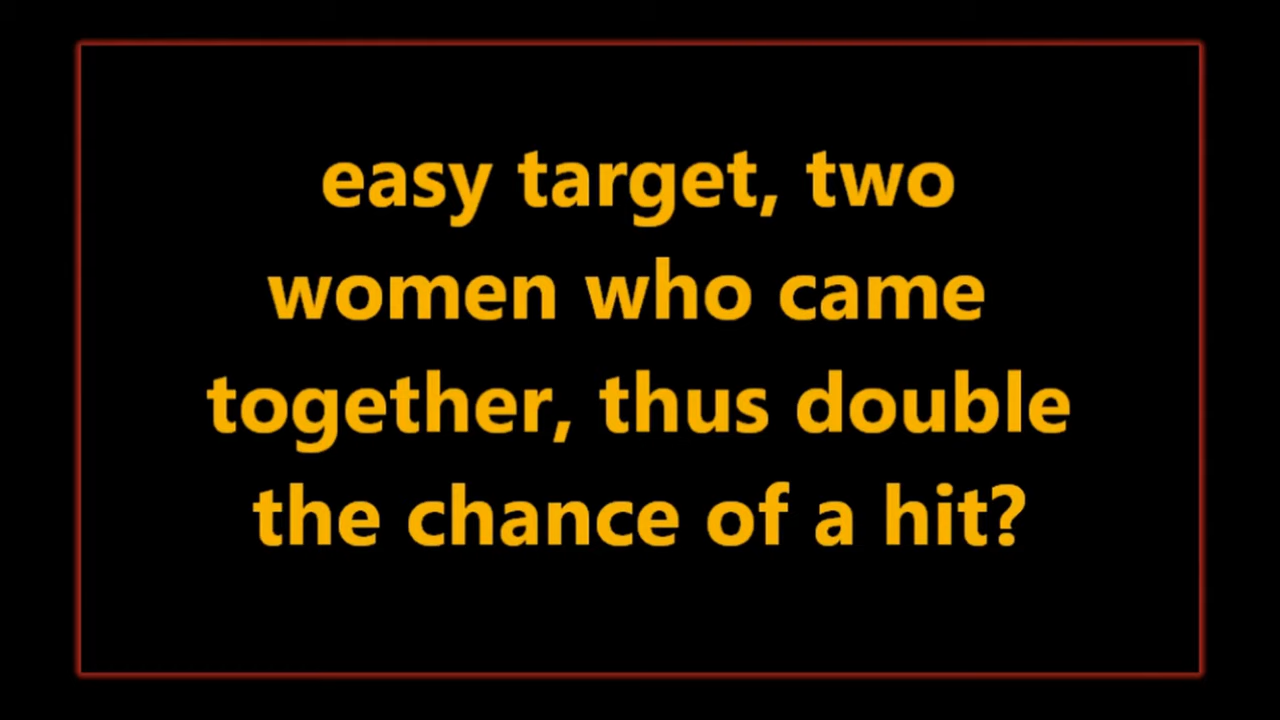 easy target, two
women who came
together, thus double
the chance of a hit?